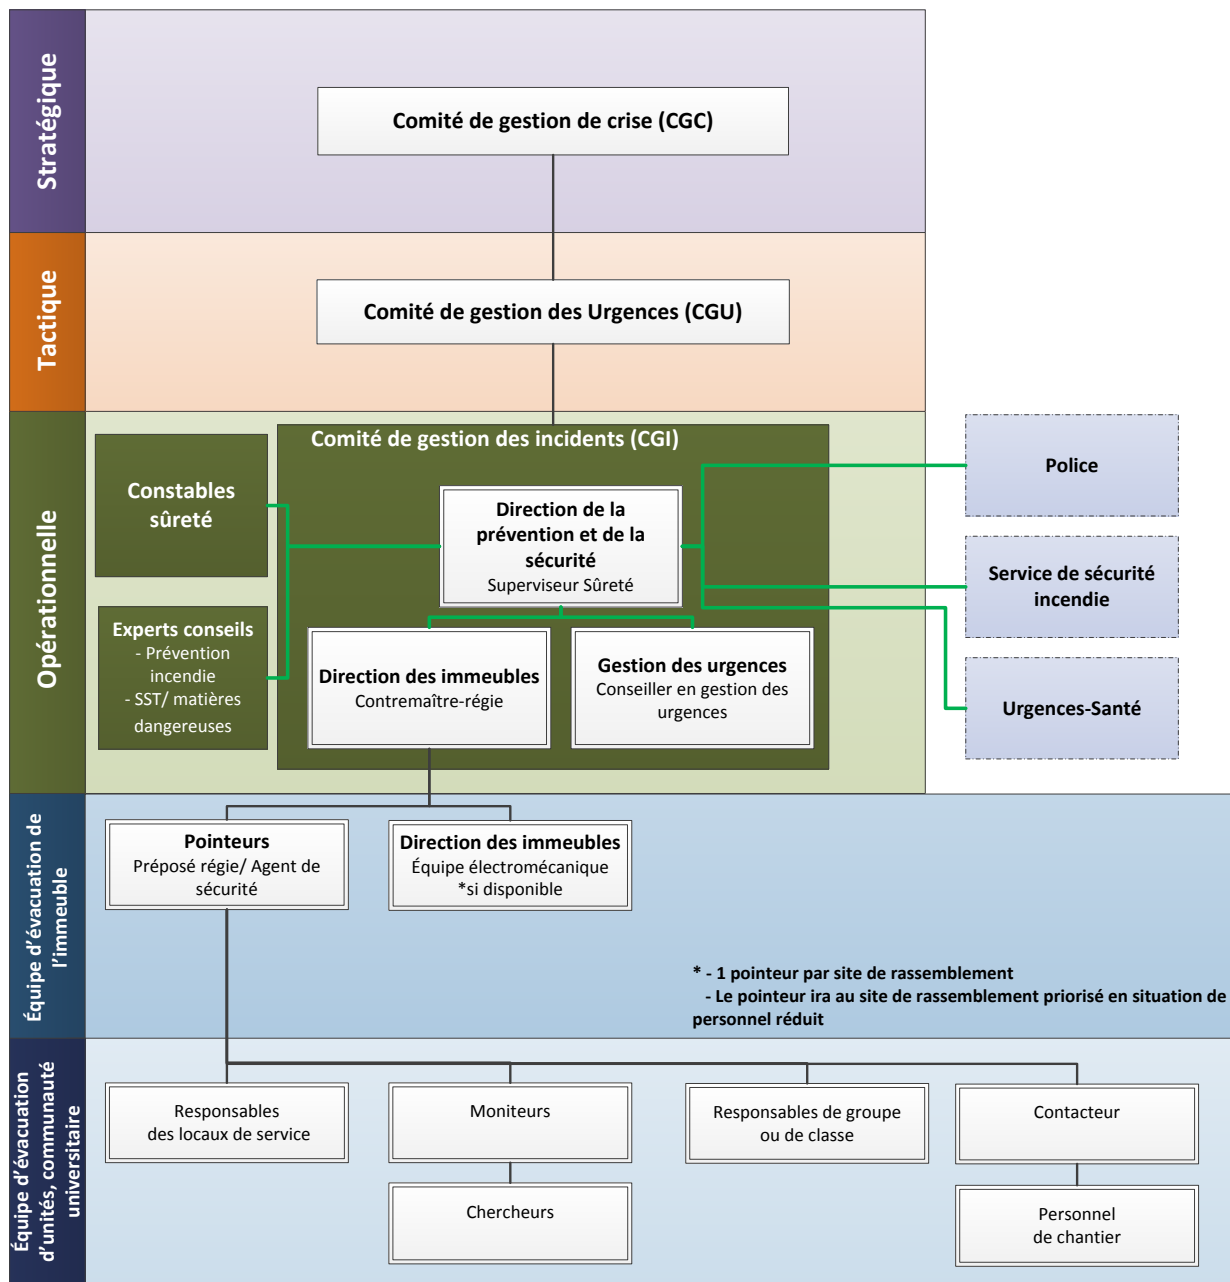 Stratégique
Comité de gestion de crise (CGC)
Tactique
Comité de gestion des Urgences (CGU)
Opérationnelle
Comité de gestion des incidents (CGI)
Constables
sûreté
Experts conseils
- Prévention
incendie
- SST/ matières
dangereuses
Direction de la
prévention et de la
sécurité
Superviseur Sûreté
Direction des immeubles
Contremaître-régie
Gestion des urgences
Conseiller en gestion des
urgences
Police
Service de sécurité
incendie
Urgences-Santé
Équipe d’évacuation de
l’immeuble
Pointeurs
Préposé régie/ Agent de
sécurité
Direction des immeubles
Équipe électromécanique
*si disponible
* - 1 pointeur par site de rassemblement
- Le pointeur ira au site de rassemblement priorisé en situation de
personnel réduit
Équipe d’évacuation
d’unités, communauté
universitaire
Responsables
des locaux de service
Moniteurs
Responsables de groupe
ou de classe
Contacteur
Chercheurs
Personnel
de chantier